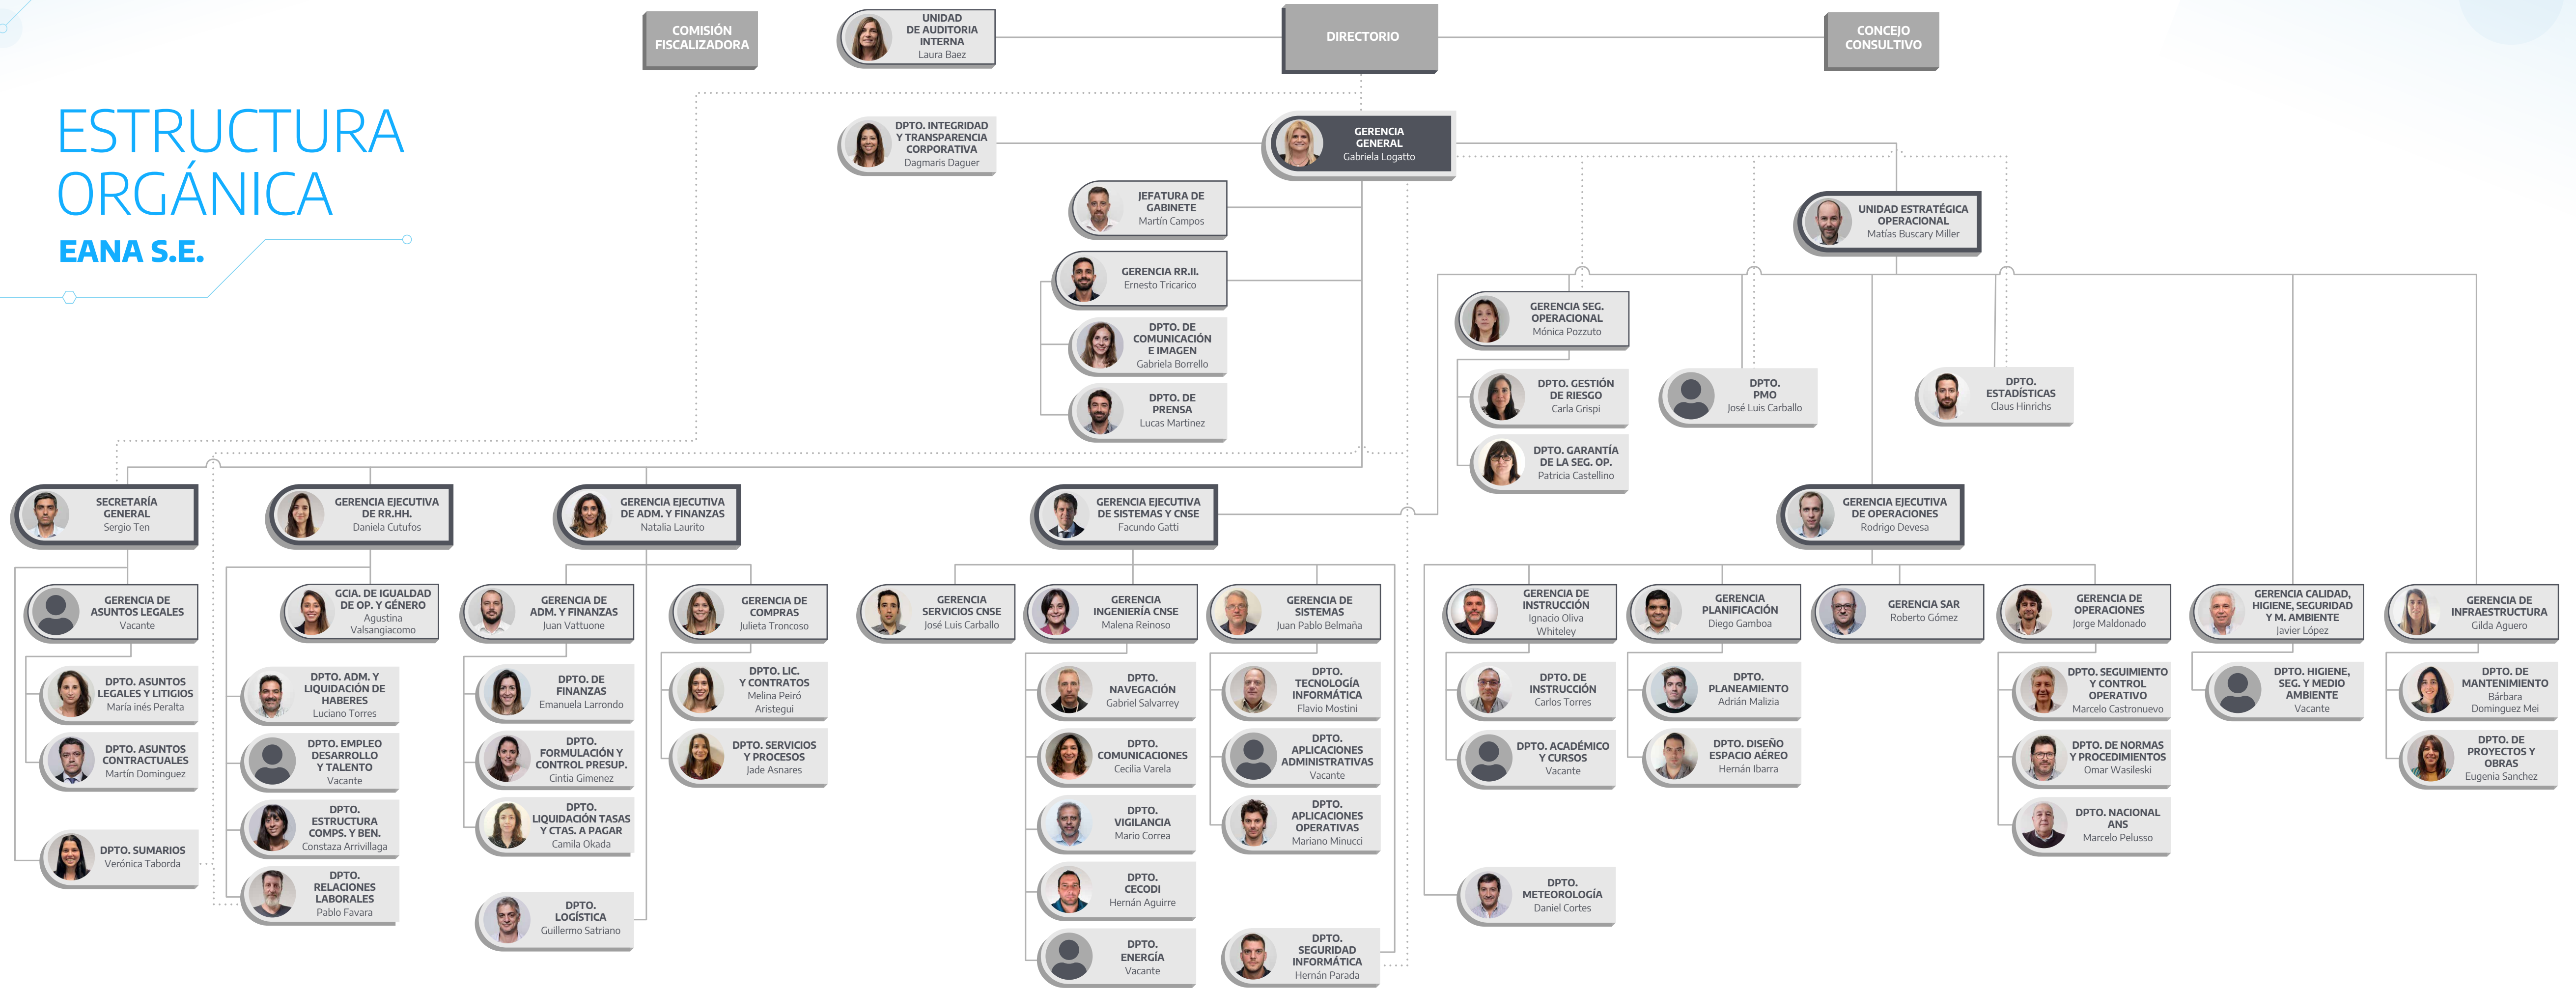 COMISIÓN
FISCALIZADORA
UNIDAD
DE AUDITORIA
INTERNA
Laura Baez
DIRECTORIO
CONCEJO
CONSULTIVO
ESTRUCTURA
ORGÁNICA
EANA S.E.
DPTO. INTEGRIDAD
Y TRANSPARENCIA
CORPORATIVA
Dagmaris Daguer
GERENCIA
GENERAL
Gabriela Logatto
JEFATURA DE
GABINETE
Martín Campos
UNIDAD ESTRATÉGICA
OPERACIONAL
Matías Buscary Miller
GERENCIA RR.II.
Ernesto Tricarico
DPTO. DE
COMUNICACIÓN
E IMAGEN
Gabriela Borrello
DPTO. DE
PRENSA
Lucas Martinez
GERENCIA SEG.
OPERACIONAL
Mónica Pozzuto
DPTO. GESTIÓN
DE RIESGO
Carla Grispi
DPTO. GARANTÍA
DE LA SEG. OP.
Patricia Castellino
DPTO.
PMO
José Luis Carballo
DPTO.
ESTADÍSTICAS
Claus Hinrichs
SECRETARÍA
GENERAL
Sergio Ten
GERENCIA EJECUTIVA
DE RR.HH.
Daniela Cutufos
GERENCIA EJECUTIVA
DE ADM. Y FINANZAS
Natalia Laurito
GERENCIA EJECUTIVA
DE SISTEMAS Y CNSE
Facundo Gatti
GERENCIA EJECUTIVA
DE OPERACIONES
Rodrigo Devesa
GERENCIA DE
ASUNTOS LEGALES
Vacante
DPTO. ASUNTOS
LEGALES Y LITIGIOS
María inés Peralta
DPTO. ASUNTOS
CONTRACTUALES
Martín Dominguez
DPTO. SUMARIOS
Verónica Taborda
GCIA. DE IGUALDAD
DE OP. Y GÉNERO
Agustina
Valsangiacomo
DPTO. ADM. Y
LIQUIDACIÓN DE
HABERES
Luciano Torres
DPTO. EMPLEO
DESARROLLO
Y TALENTO
Vacante
DPTO.
ESTRUCTURA
COMPS. Y BEN.
Constaza Arrivillaga
DPTO.
RELACIONES
LABORALES
Pablo Favara
GERENCIA DE
ADM. Y FINANZAS
Juan Vattuone
DPTO. DE
FINANZAS
Emanuela Larrondo
DPTO.
FORMULACIÓN Y
CONTROL PRESUP.
Cintia Gimenez
DPTO.
LIQUIDACIÓN TASAS
Y CTAS. A PAGAR
Camila Okada
DPTO.
LOGÍSTICA
Guillermo Satriano
GERENCIA DE
COMPRAS
Julieta Troncoso
DPTO. LIC.
Y CONTRATOS
Melina Peiró
Aristegui
DPTO. SERVICIOS
Y PROCESOS
Jade Asnares
GERENCIA
SERVICIOS CNSE
José Luis Carballo
GERENCIA
INGENIERÍA CNSE
Malena Reinoso
DPTO.
NAVEGACIÓN
Gabriel Salvarrey
DPTO.
COMUNICACIONES
Cecilia Varela
DPTO.
VIGILANCIA
Mario Correa
DPTO.
CECODI
Hernán Aguirre
DPTO.
ENERGÍA
Vacante
GERENCIA DE
SISTEMAS
Juan Pablo Belmaña
DPTO.
TECNOLOGÍA
INFORMÁTICA
Flavio Mostini
DPTO.
APLICACIONES
ADMINISTRATIVAS
Vacante
DPTO.
APLICACIONES
OPERATIVAS
Mariano Minucci
DPTO.
SEGURIDAD
INFORMÁTICA
Hernán Parada
GERENCIA DE
INSTRUCCIÓN
Ignacio Oliva
Whiteley
DPTO. DE
INSTRUCCIÓN
Carlos Torres
DPTO. ACADÉMICO
Y CURSOS
Vacante
DPTO.
METEOROLOGÍA
Daniel Cortes
GERENCIA
PLANIFICACIÓN
Diego Gamboa
DPTO.
PLANEAMIENTO
Adrián Malizia
DPTO. DISEÑO
ESPACIO AÉREO
Hernán Ibarra
GERENCIA SAR
Roberto Gómez
GERENCIA DE
OPERACIONES
Jorge Maldonado
DPTO. SEGUIMIENTO
Y CONTROL
OPERATIVO
Marcelo Castronuevo
DPTO. DE NORMAS
Y PROCEDIMIENTOS
Omar Wasileski
DPTO. NACIONAL
ANS
Marcelo Pelusso
GERENCIA CALIDAD,
HIGIENE, SEGURIDAD
Y M. AMBIENTE
Javier López
DPTO. HIGIENE,
SEG. Y MEDIO
AMBIENTE
Vacante
GERENCIA DE
INFRAESTRUCTURA
Gilda Aguero
DPTO. DE
MANTENIMIENTO
Bárbara
Dominguez Mei
DPTO. DE
PROYECTOS Y
OBRAS
Eugenia Sanchez